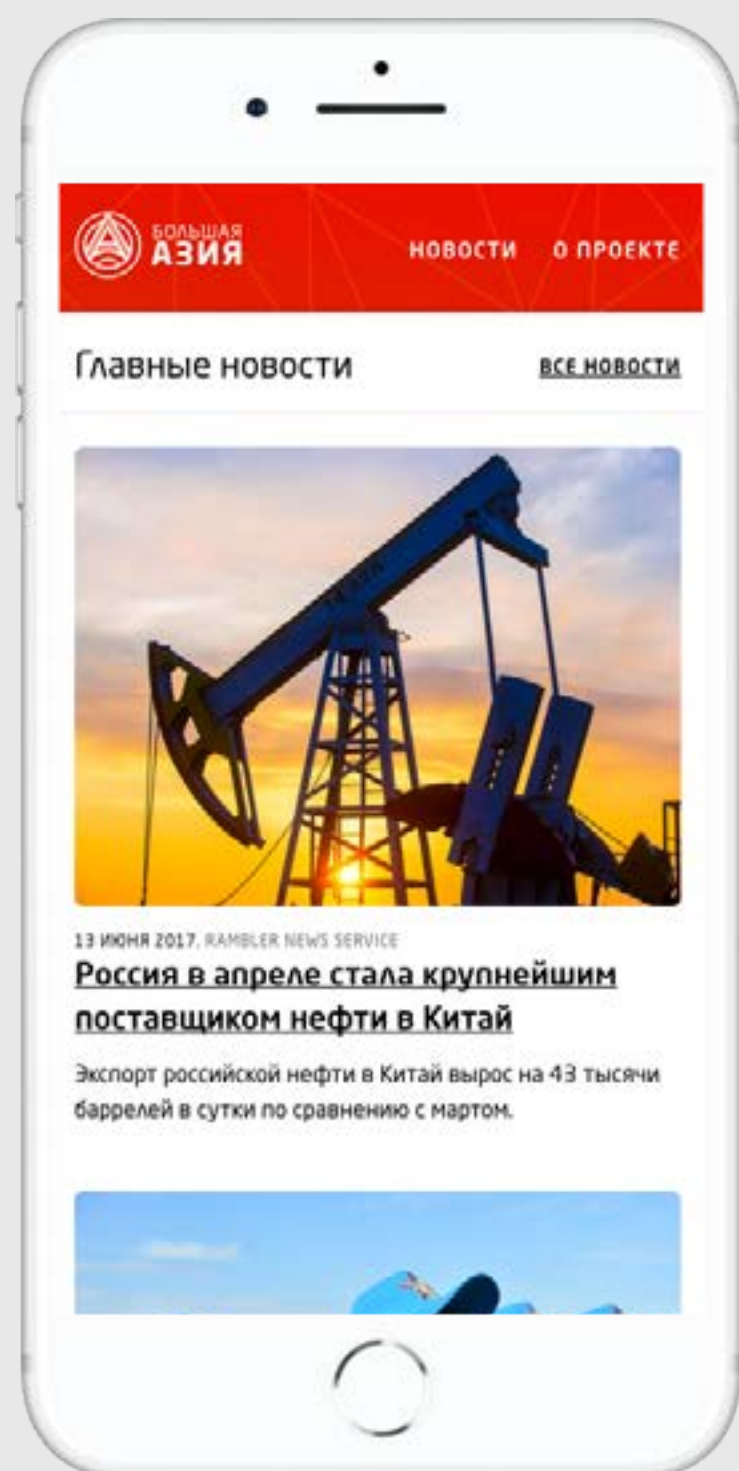 БОЛЬШАЯ
АЗИЯ
НОВОСТИ О ПРОЕКТЕ
Главные новости
ВСЕ НОВОСТИ
13 ИЮНЯ 2017, RAMBLER NEWS SERVICE
Россия в апреле стала крупнейшим
поставщиком нефти в Китай
Экспорт российской нефти в Китай вырос на 43 тысячи
баррелей в сутки по сравнению с мартом.